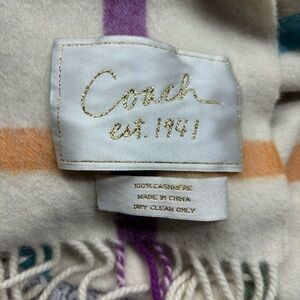 Coach
est. 1941
100% CASHMERE
MADE IN CHINA
DRY CLEAN ONLY